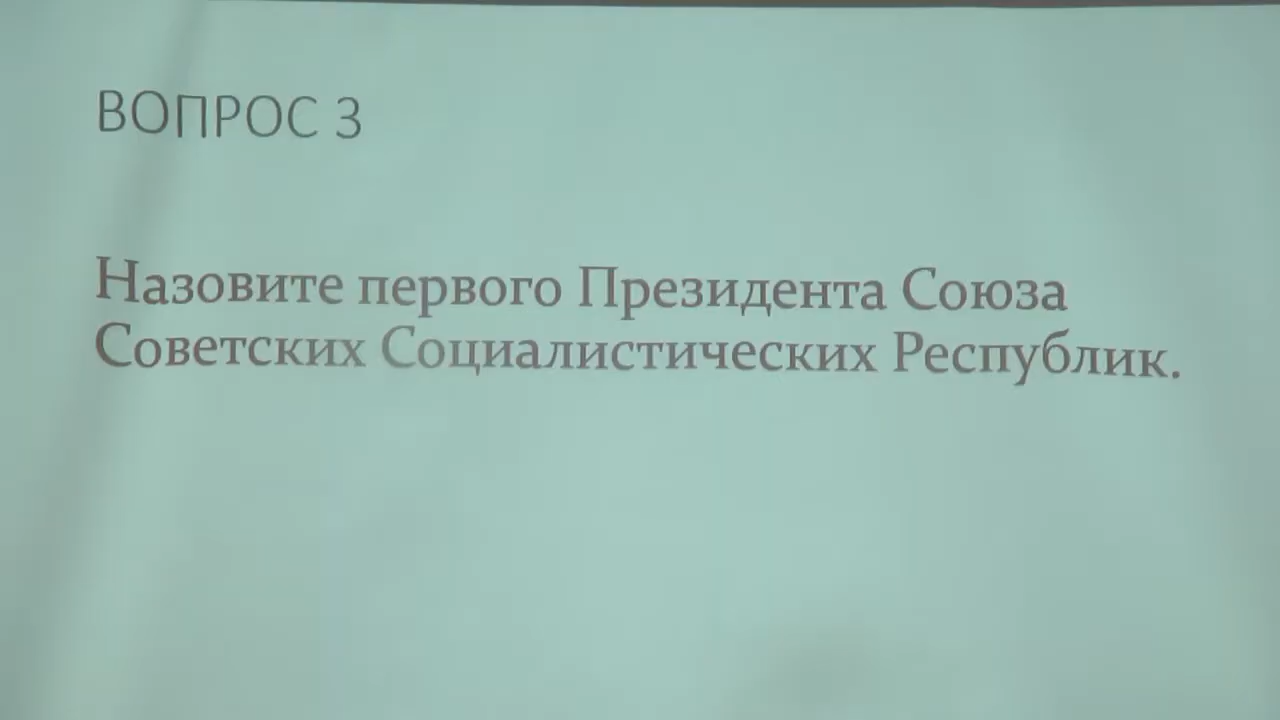 ВОПРОС 3
Назовите первого Президента Союза
Советских Социалистических Республик.